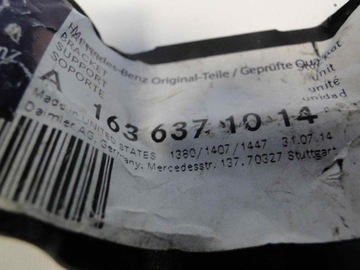 BRACKET
SUPPORT
SOPORTE
Mercedes-Benz Original-Teile / Geprüfte
unit
unité
unidad
A 163 637 10 14
Made in UNITED STATES 1380/1407/1447 31.07.14
Daimler AG, Germany, Mercedesstr. 137, 70327 Stuttgart